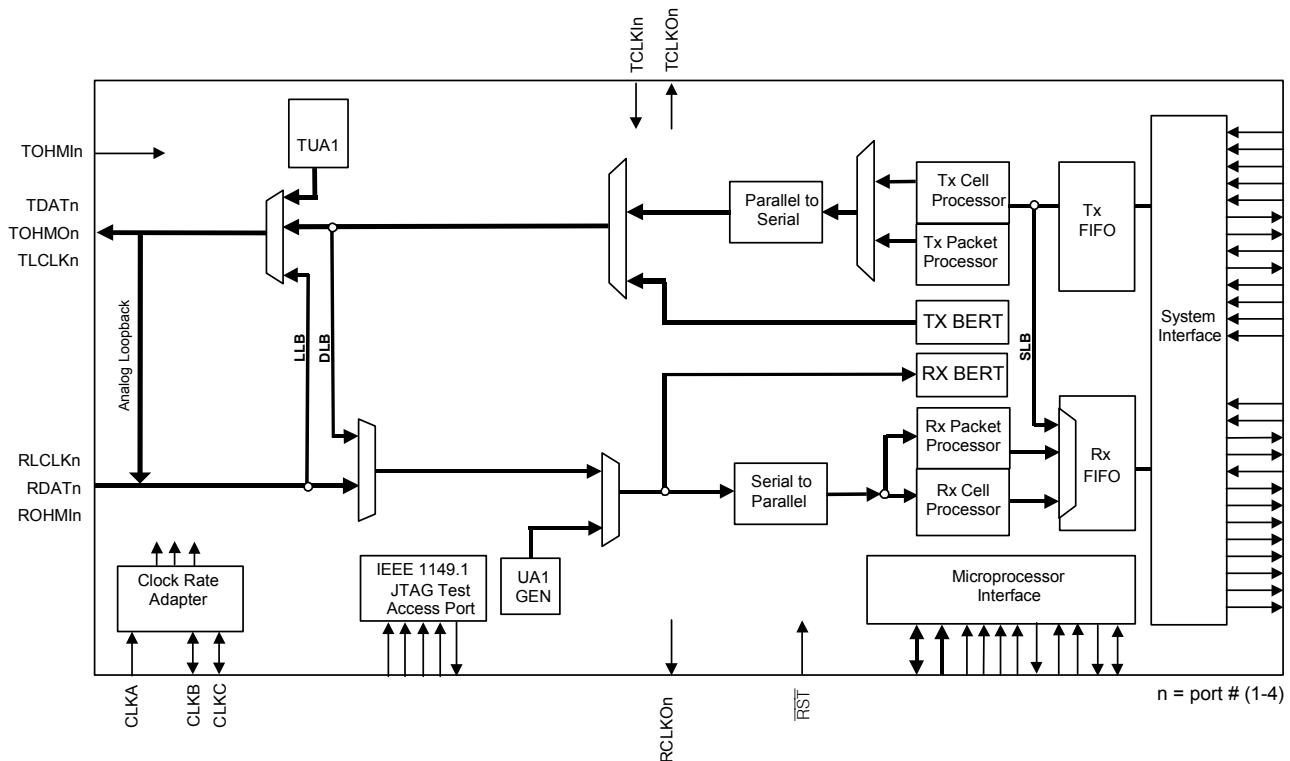 TCLKIn
TCLKOn
TOHMIn
TDATn
TOHMOn
TLCLKn
TUA1
Parallel to
Serial
Tx Cell
Processor
Tx Packet
Processor
Tx
FIFO
System
Interface
TX BERT
RX BERT
Analog Loopback
LLB
DLB
SLB
RLCLKn
RDATn
ROHMIn
Serial to
Parallel
Rx Packet
Processor
Rx Cell
Processor
Rx
FIFO
Clock Rate
Adapter
IEEE 1149.1
JTAG Test
Access Port
UA1
GEN
Microprocessor
Interface
CLKA
CLKB
CLKC
RCLKOn
RST
n = port # (1-4)